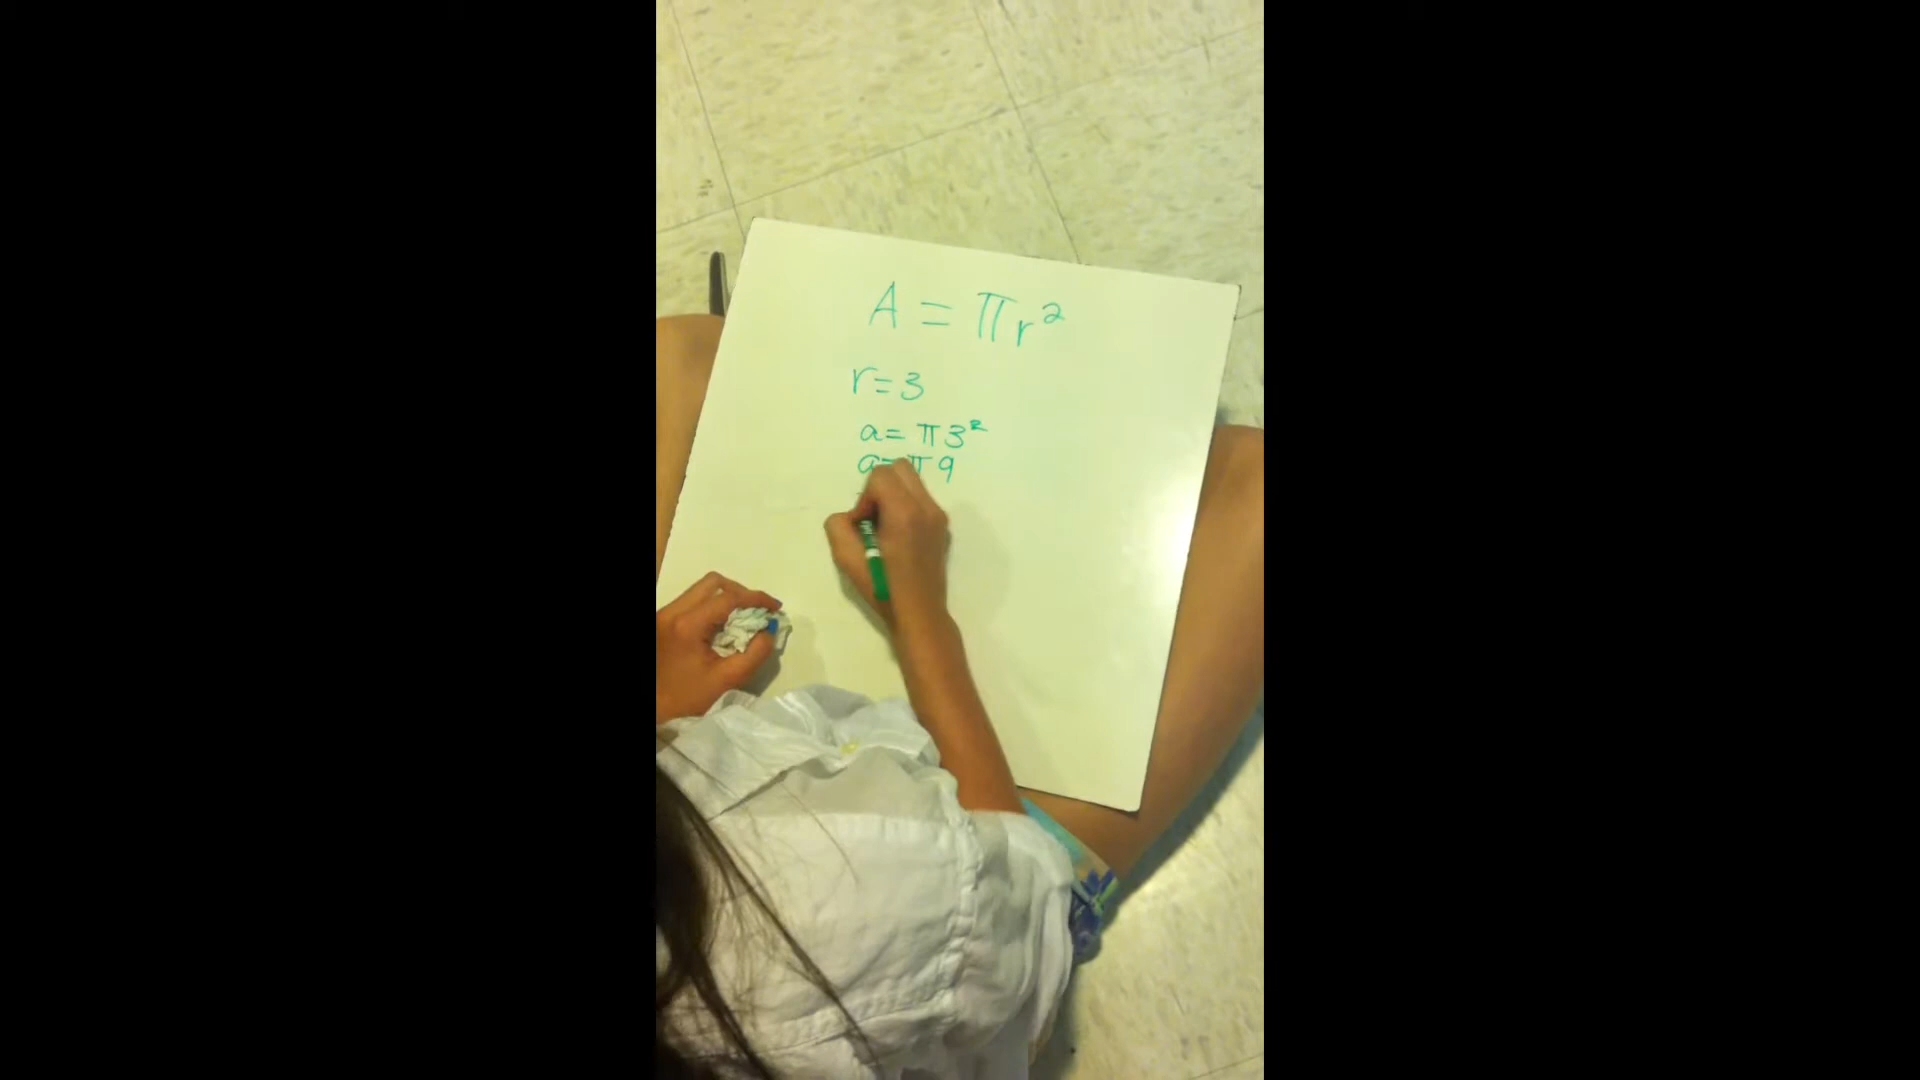 A = πr²
r = 3
a = π3²
a = π9